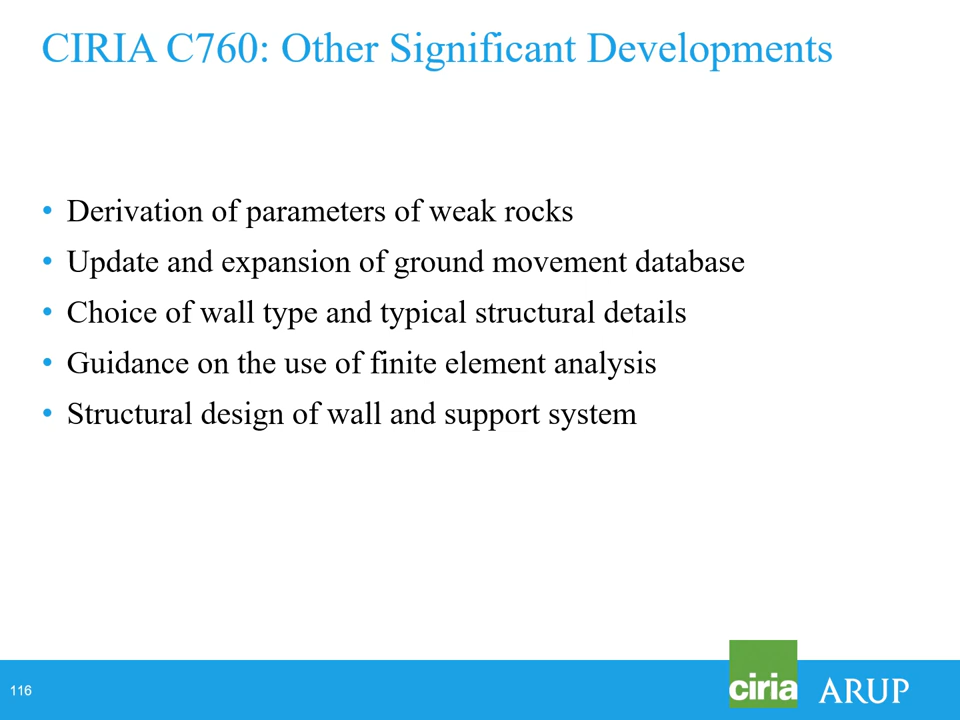 CIRIA C760: Other Significant Developments
• Derivation of parameters of weak rocks
• Update and expansion of ground movement database
• Choice of wall type and typical structural details
• Guidance on the use of finite element analysis
• Structural design of wall and support system
116
ciria
ARUP